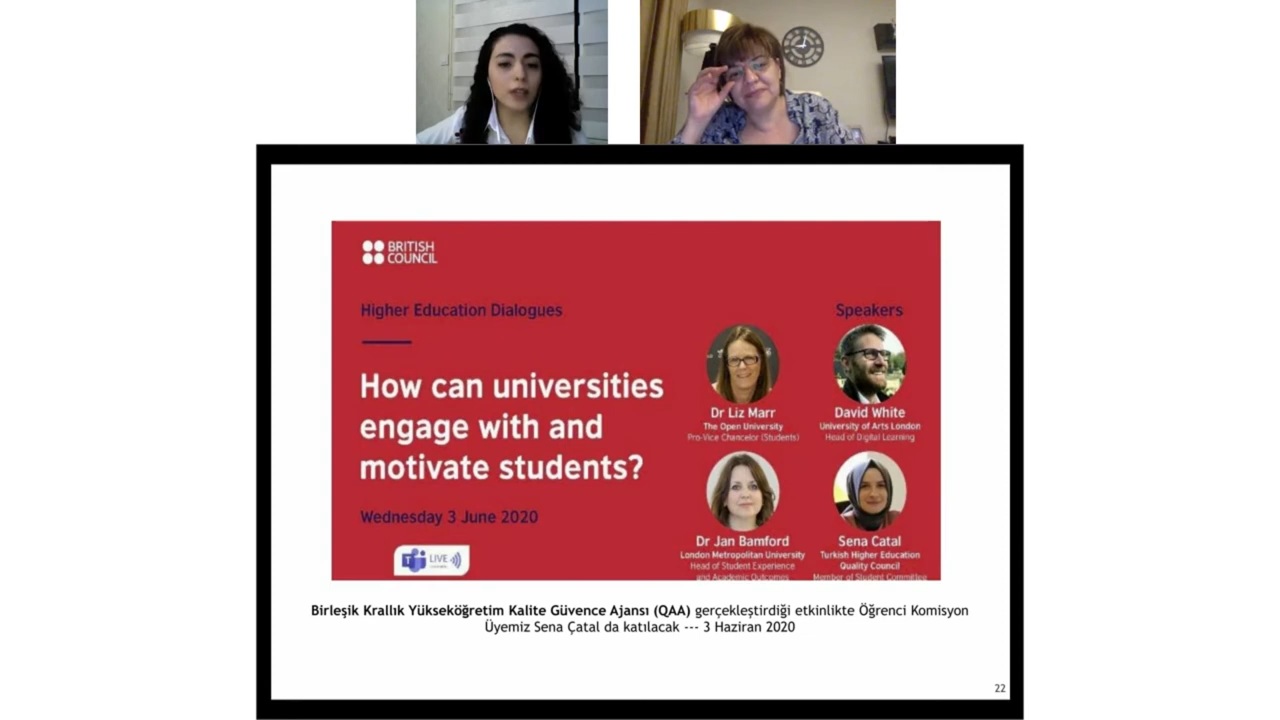 BRITISH
COUNCIL
Higher Education Dialogues
How can universities
engage with and
motivate students?
Wednesday 3 June 2020
LIVE
Speakers
Dr Liz Marr
The Open University
Pro-Vice Chancelor (Students)
David White
University of Arts London
Head of Digital Learning
Dr Jan Bamford
London Metropolitan University
Head of Student Experience
and Academic Outcomes
Sena Catal
Turkish Higher Education
Quality Council
Member of Student Committee
Birleşik Krallık Yükseköğretim Kalite Güvence Ajansı (QAA) gerçekleştirdiği etkinlikte Öğrenci Komisyon
Üyemiz Sena Çatal da katılacak --- 3 Haziran 2020
22